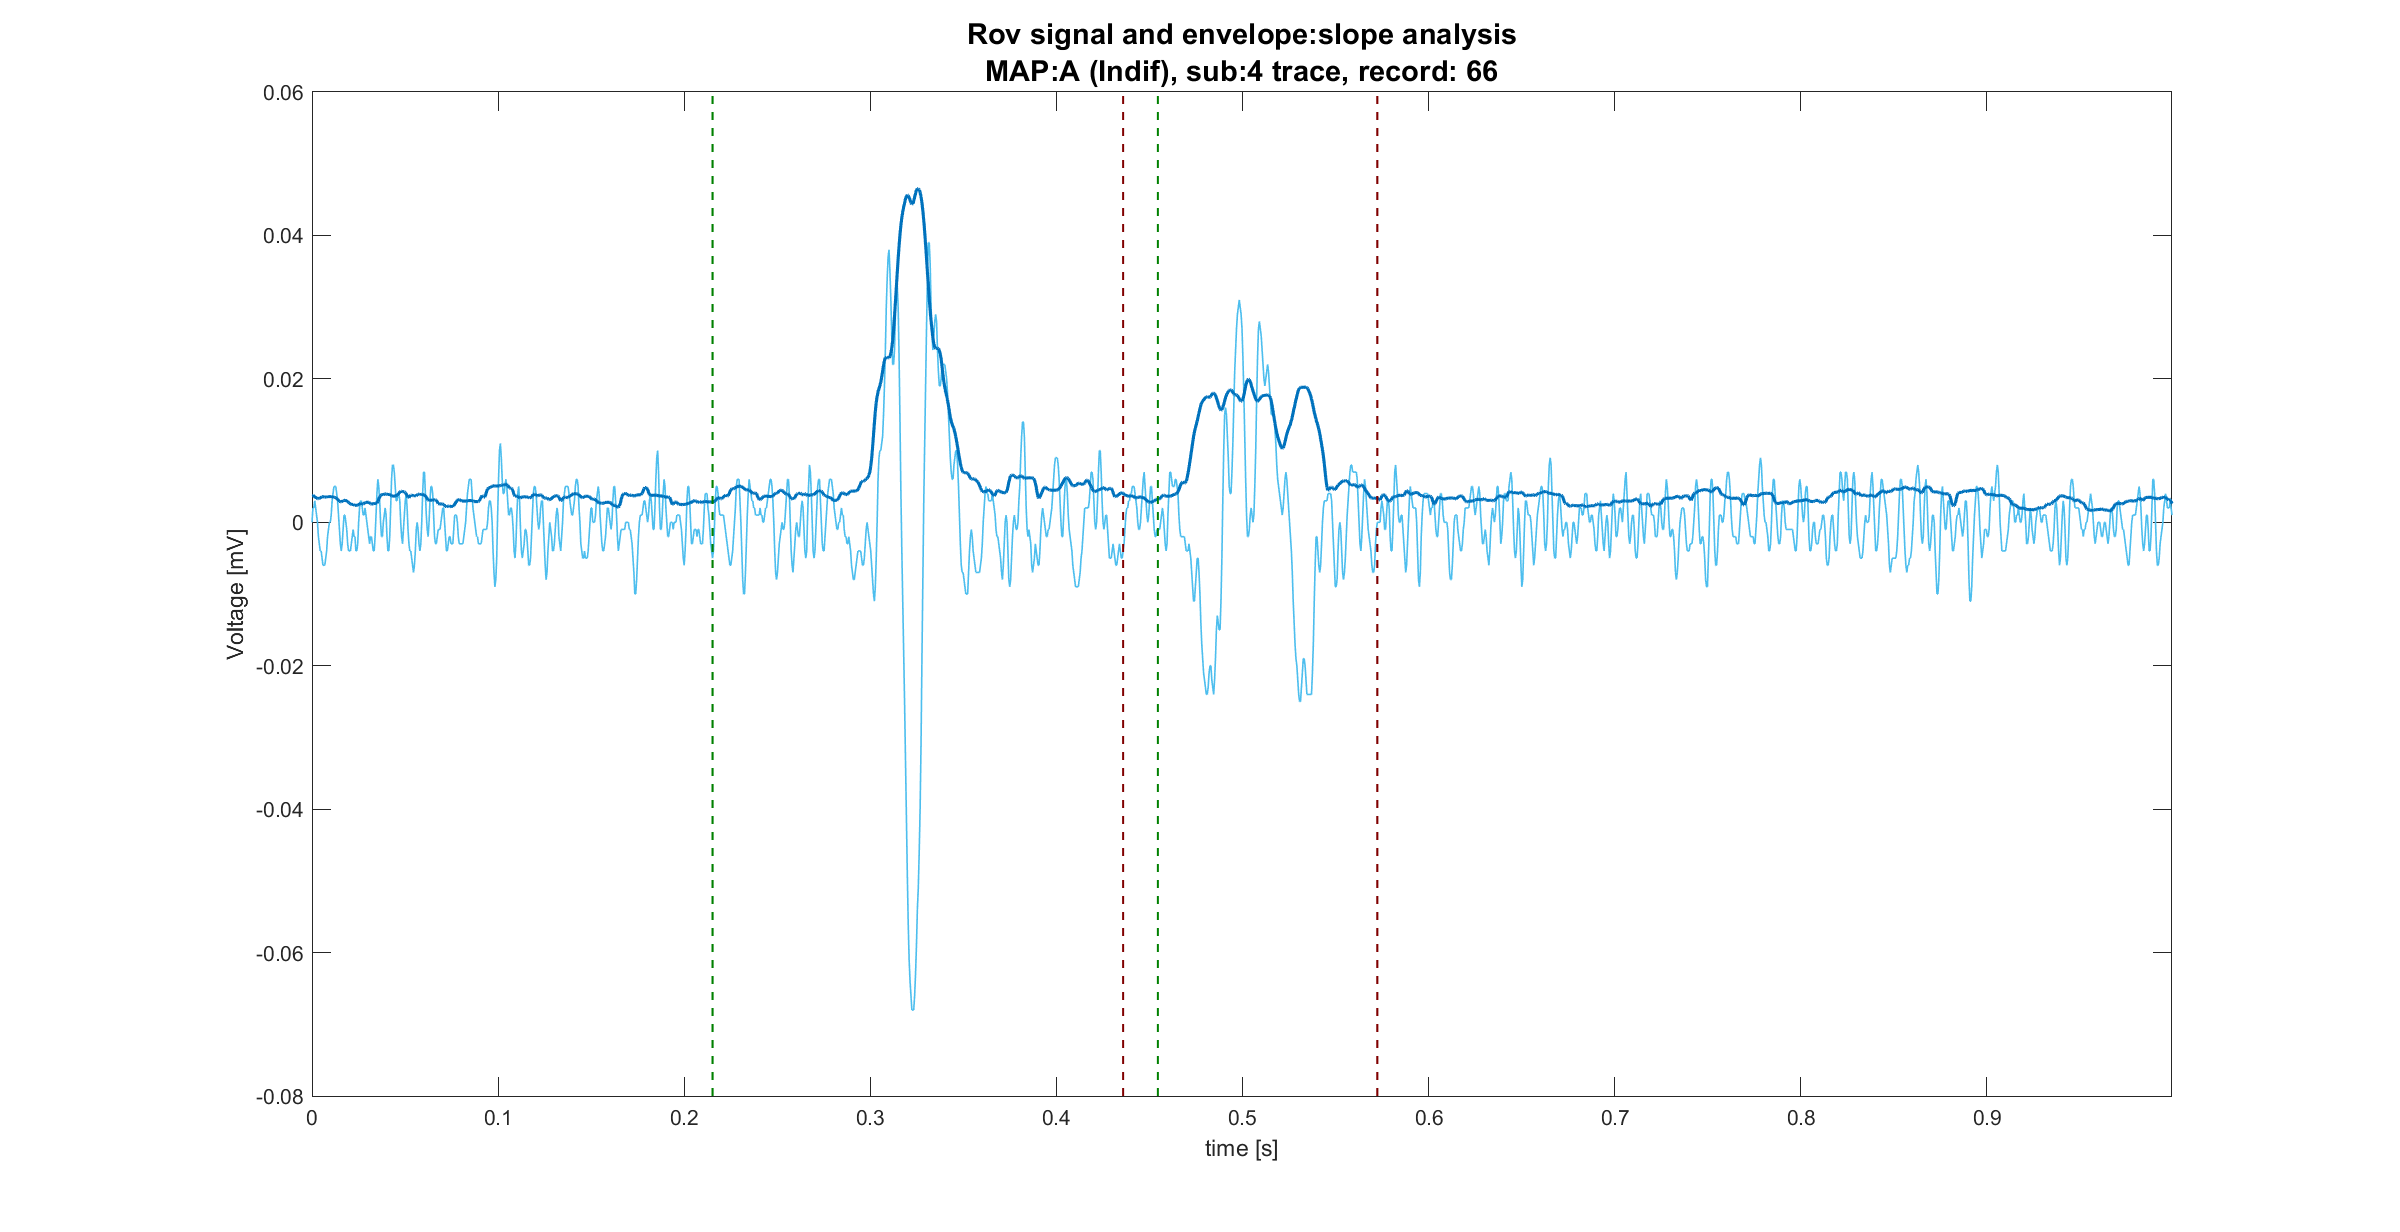 Rov signal and envelope:slope analysis
MAP:A (Indif), sub:4 trace, record: 66
0.06
0.04
0.02
0
-0.02
-0.04
-0.06
-0.08
Voltage [mV]
0 0.1 0.2 0.3 0.4 0.5 0.6 0.7 0.8 0.9
time [s]